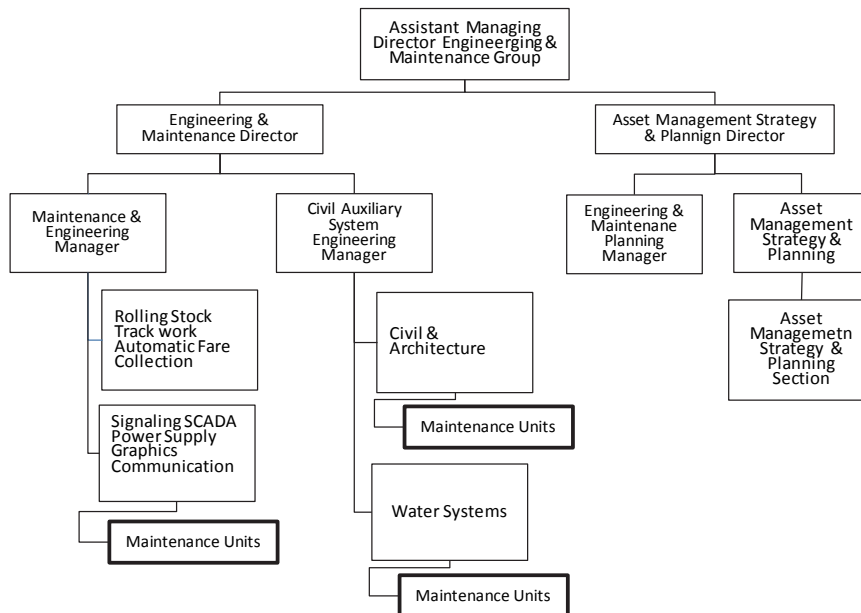 Assistant Managing
Director Engineerging &
Maintenance Group
Engineering &
Maintenance Director
Asset Management Strategy
& Plannign Director
Maintenance &
Engineering
Manager
Civil Auxiliary
System
Engineering
Manager
Engineering &
Maintenane
Planning
Manager
Asset
Management
Strategy &
Planning
Rolling Stock
Track work
Automatic Fare
Collection
Civil &
Architecture
Asset
Managemetn
Strategy &
Planning
Section
Signaling SCADA
Power Supply
Graphics
Communication
Maintenance Units
Water Systems
Maintenance Units
Maintenance Units